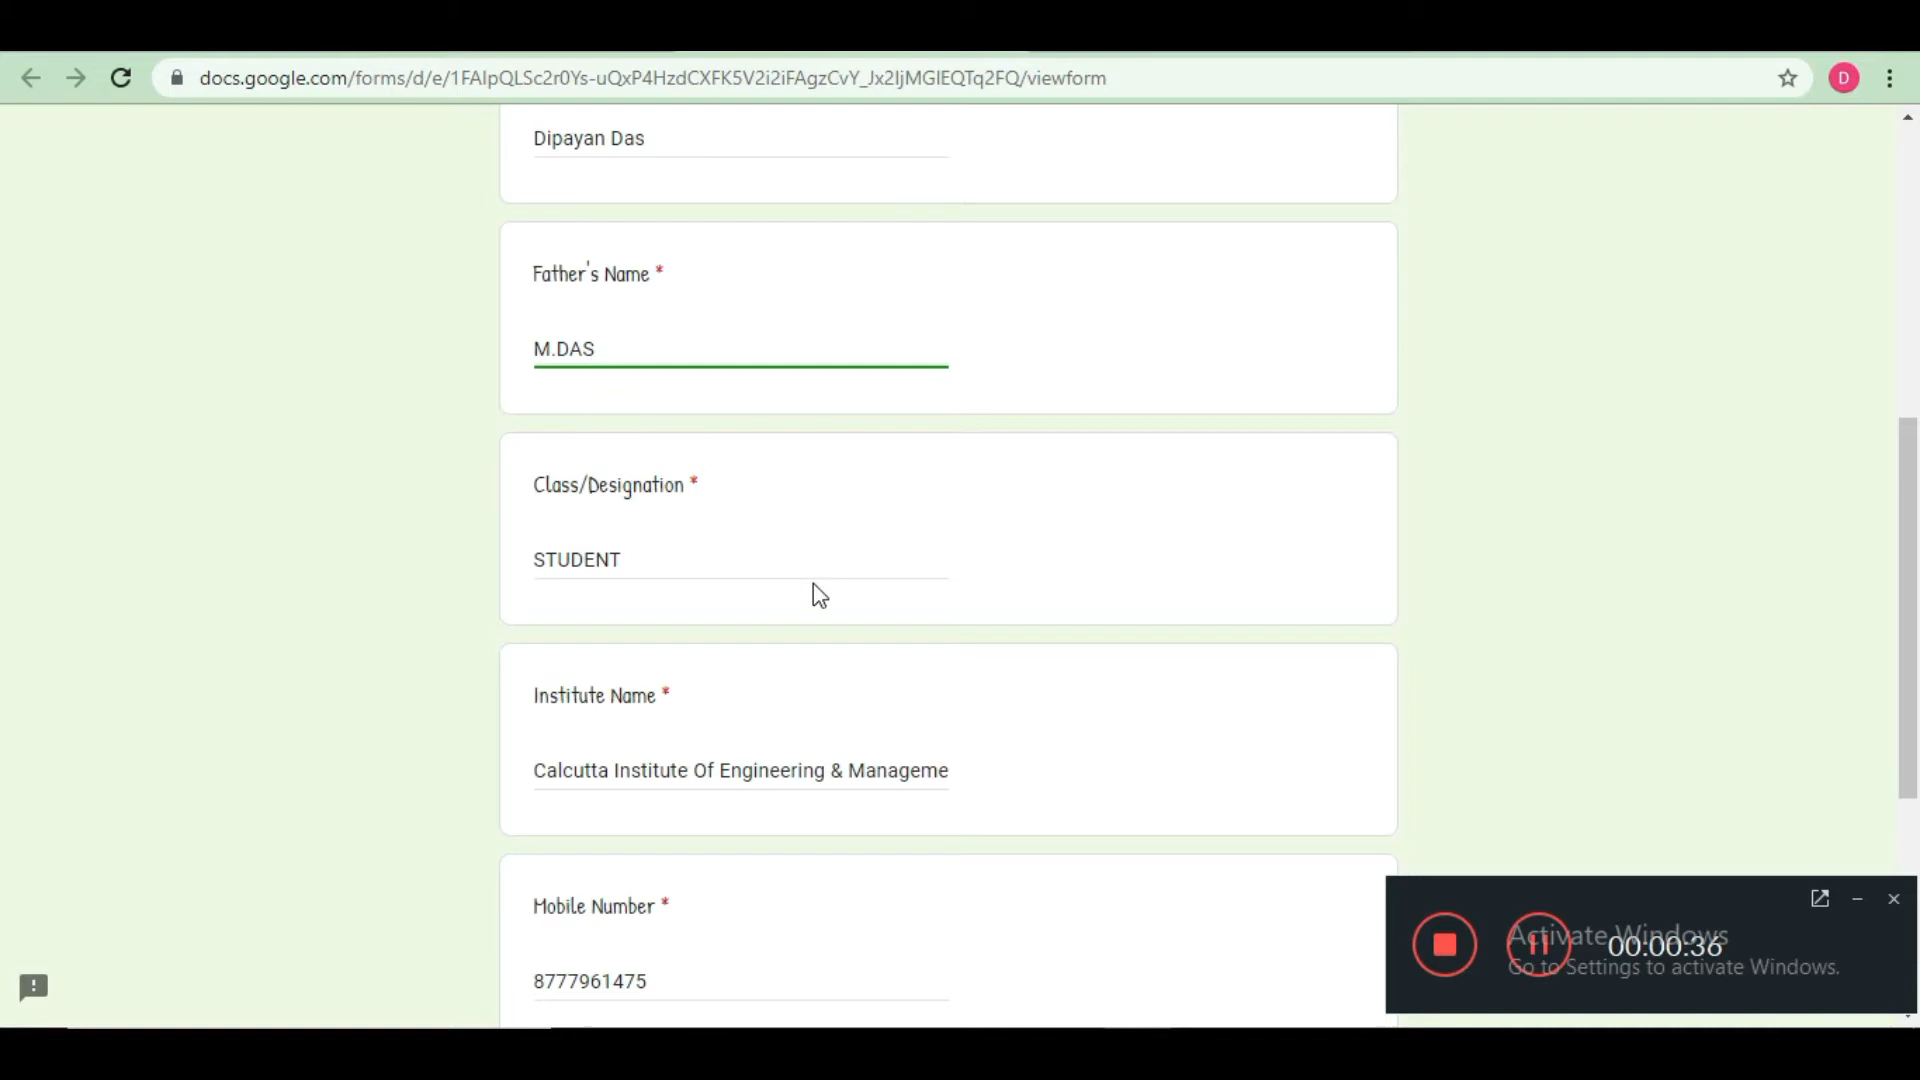 docs.google.com/forms/d/e/1FAIpQLSc2r0Ys-uQxP4HzdCXFK5V2i2iFAgzCvY_Jx2IjMGlEQTq2FQ/viewform
D
Dipayan Das
Father's Name *
M.DAS
Class/Designation *
STUDENT
Institute Name *
Calcutta Institute Of Engineering & Manageme
Mobile Number *
8777961475
Activate Windows
00:00:36
Go to Settings to activate Windows.